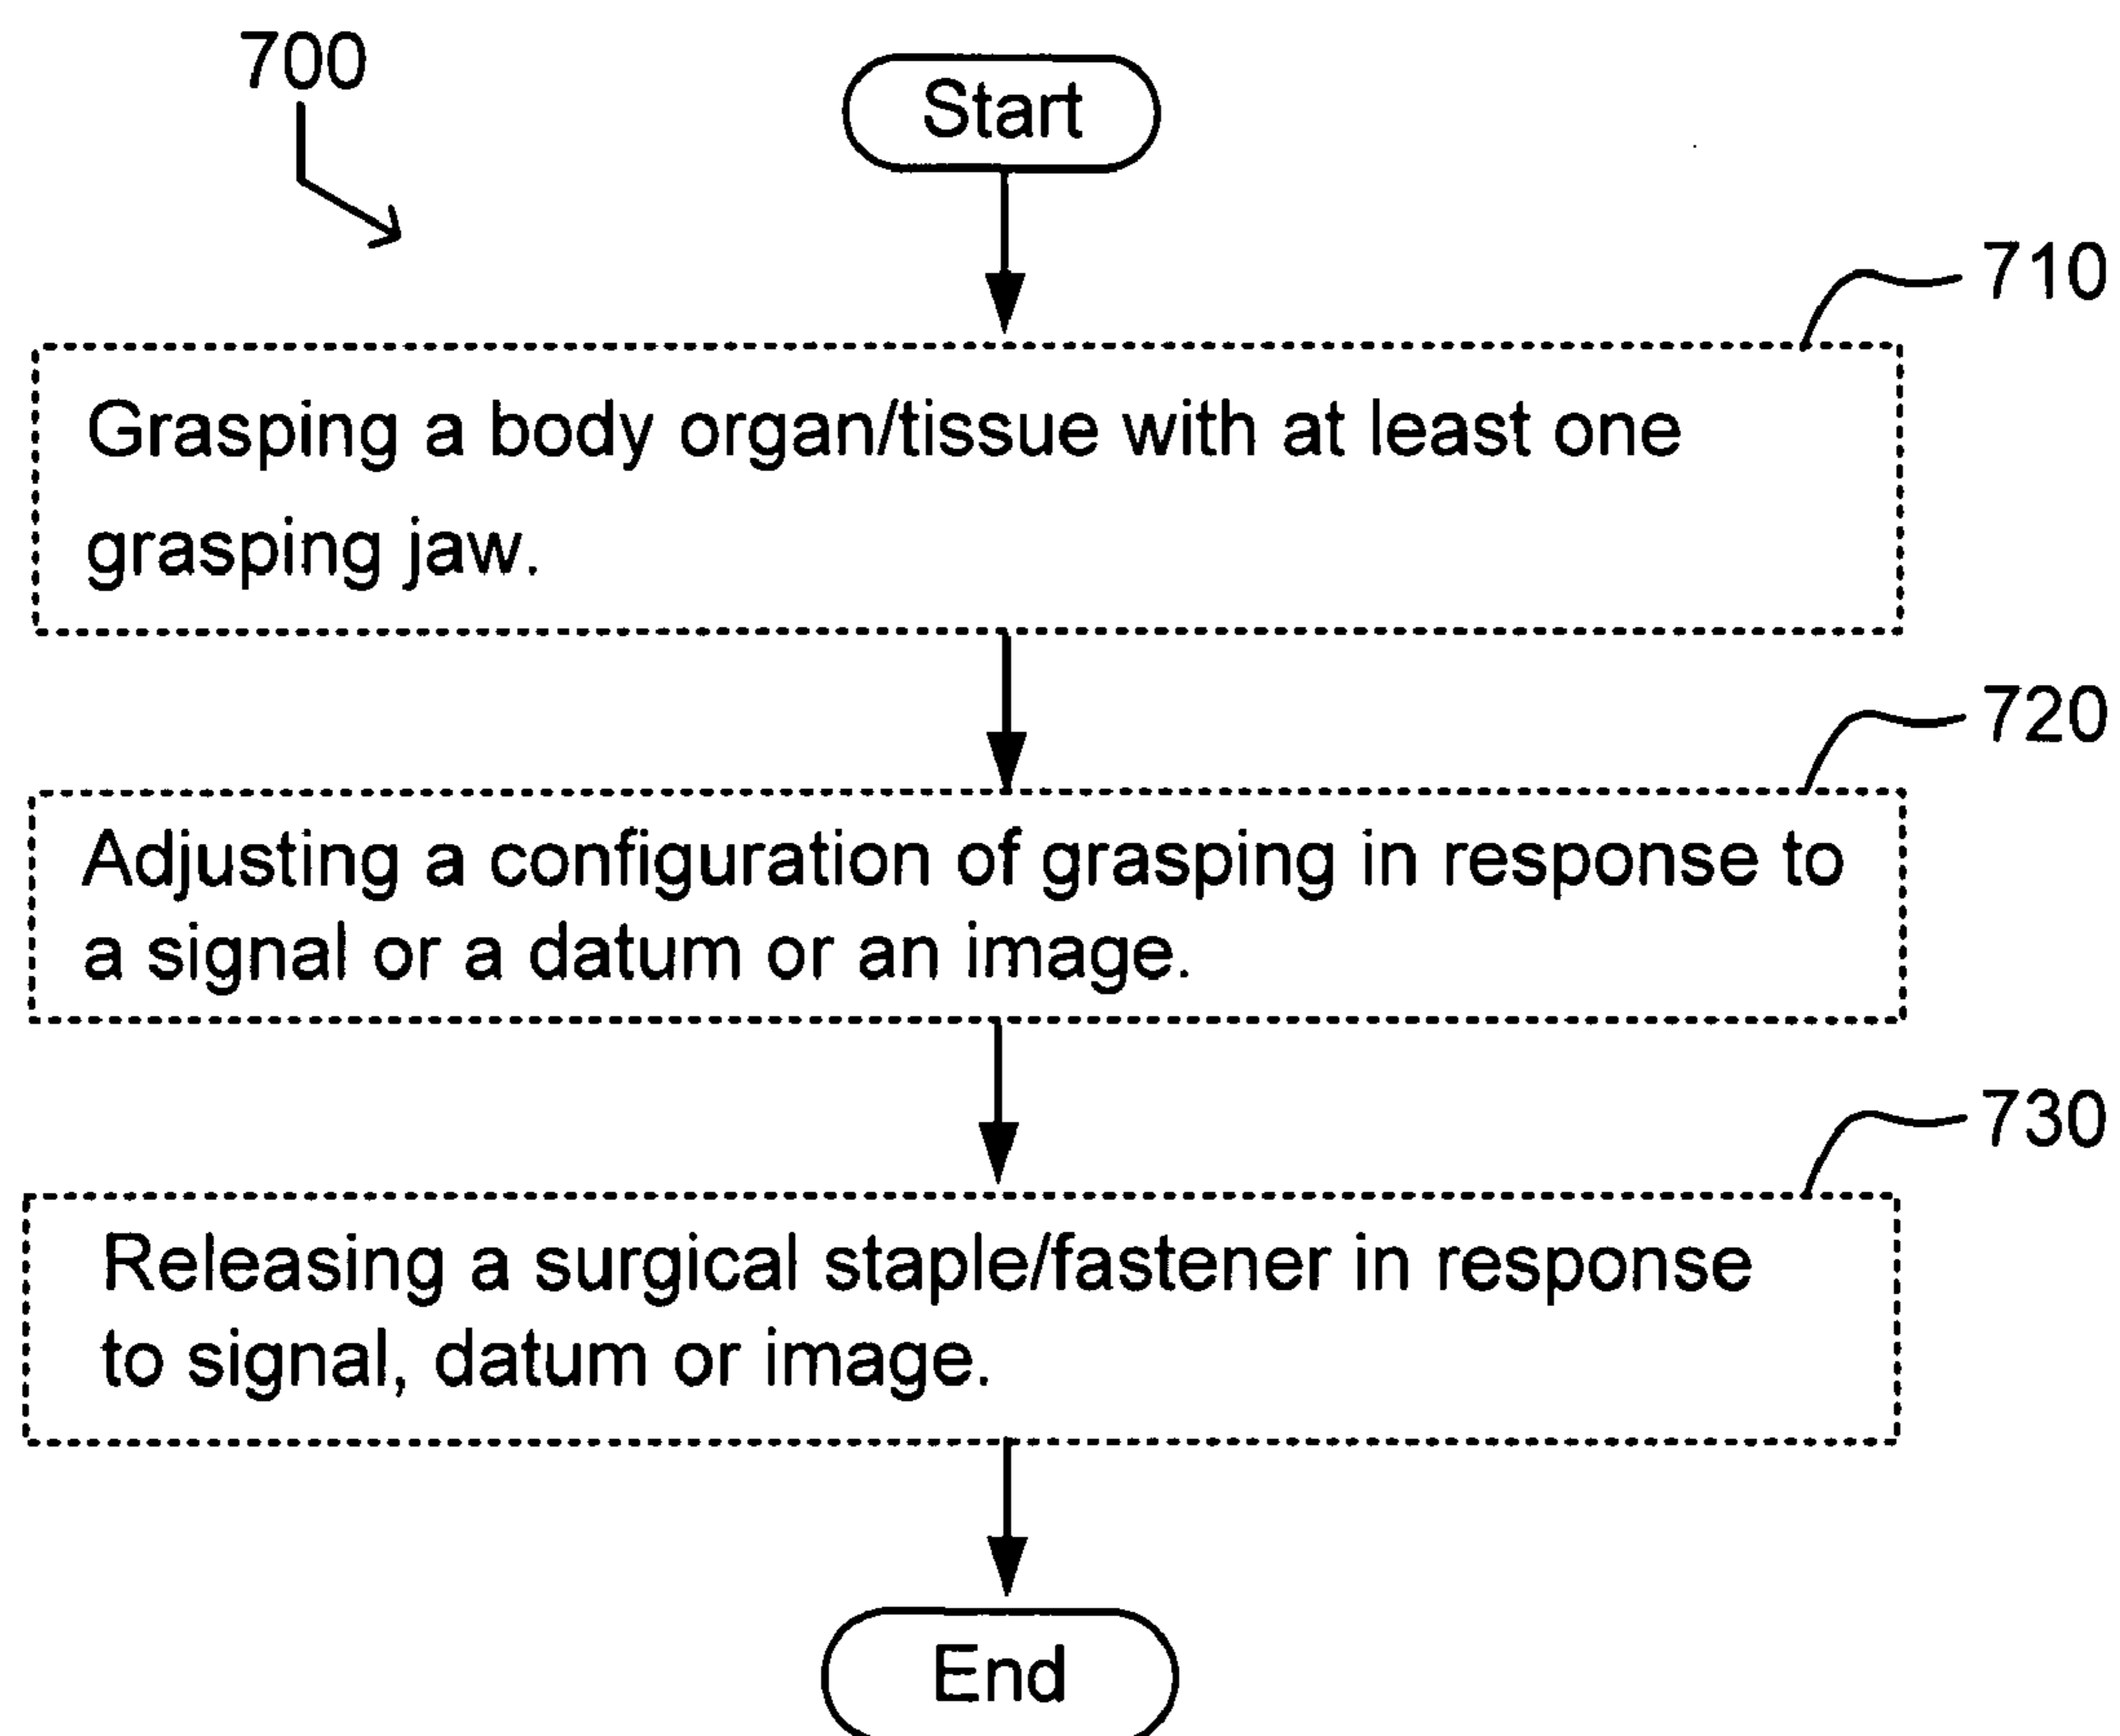 700
Start
710
Grasping a body organ/tissue with at least one
grasping jaw.
720
Adjusting a configuration of grasping in response to
a signal or a datum or an image.
730
Releasing a surgical staple/fastener in response
to signal, datum or image.
End